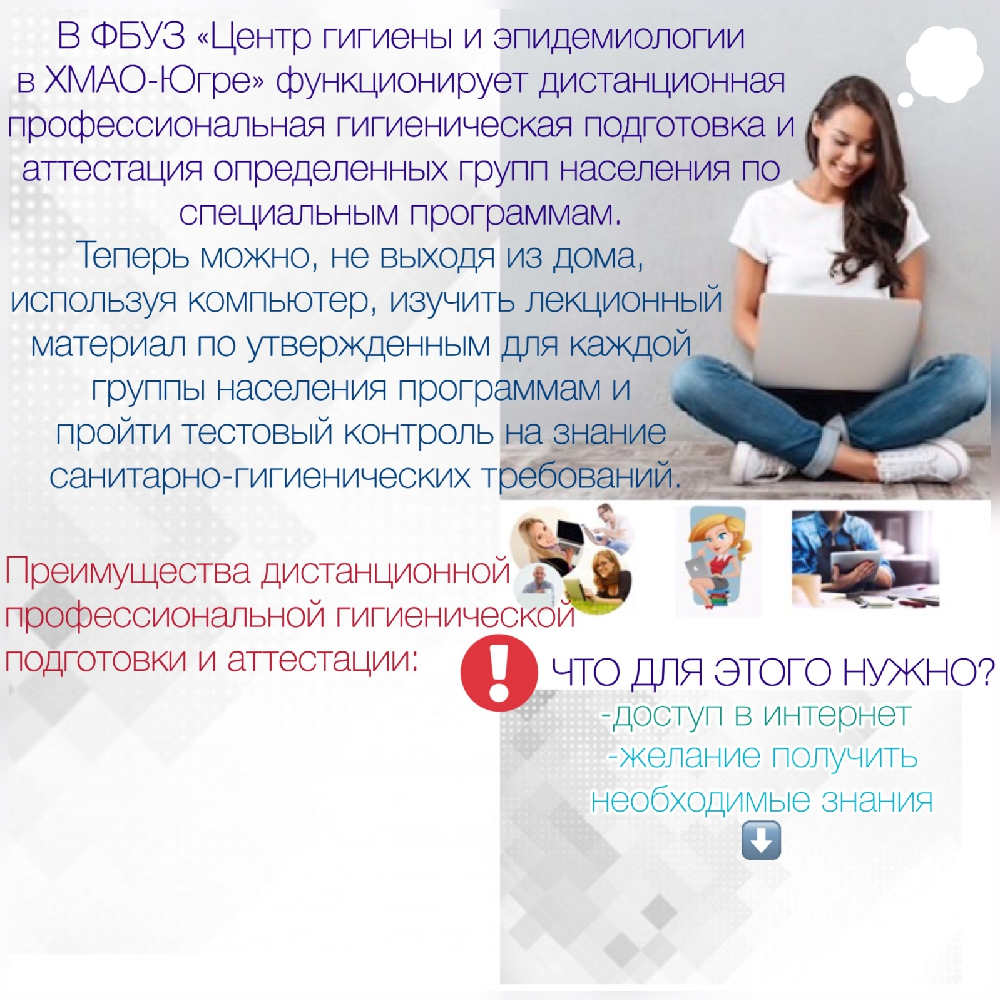 В ФБУЗ «Центр гигиены и эпидемиологии
в ХМАО-Югре» функционирует дистанционная
профессиональная гигиеническая подготовка и
аттестация определенных групп населения по
специальным программам.
Теперь можно, не выходя из дома,
используя компьютер, изучить лекционный
материал по утвержденным для каждой
группы населения программам и
пройти тестовый контроль на знание
санитарно-гигиенических требований.
Преимущества дистанционной
профессиональной гигиенической
подготовки и аттестации:
ЧТО ДЛЯ ЭТОГО НУЖНО?
-доступ в интернет
-желание получить
необходимые знания